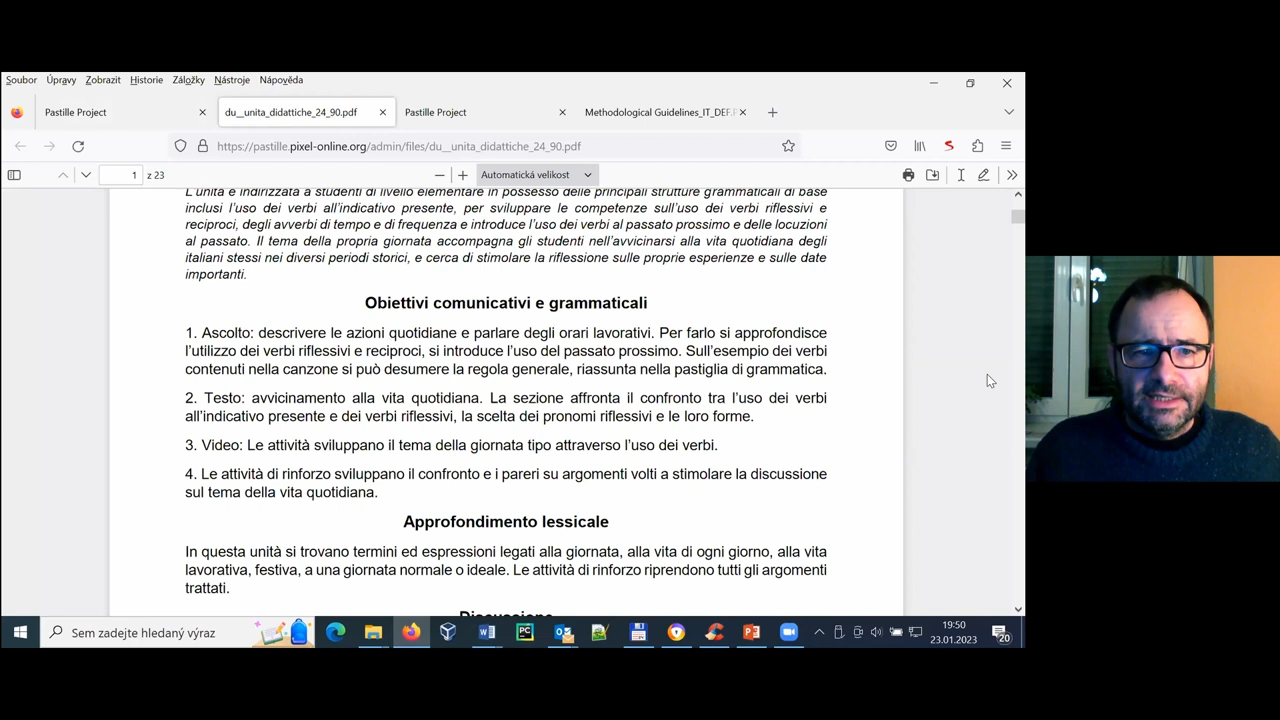 Soubor Úpravy Zobrazit Historie Záložky Nástroje Nápověda
Pastille Project
du__unita_didattiche_24_90.pdf
Pastille Project
Methodological Guidelines_IT_DEF.P
https://pastille.pixel-online.org/admin/files/du__unita_didattiche_24_90.pdf
1 z 23
Automatická velikost
L'unità è indirizzata a studenti di livello elementare in possesso delle principali strutture grammaticali di base
inclusi l'uso dei verbi all'indicativo presente, per sviluppare le competenze sull'uso dei verbi riflessivi e
reciproci, degli avverbi di tempo e di frequenza e introduce l'uso dei verbi al passato prossimo e delle locuzioni
al passato. Il tema della propria giornata accompagna gli studenti nell'avvicinarsi alla vita quotidiana degli
italiani stessi nei diversi periodi storici, e cerca di stimolare la riflessione sulle proprie esperienze e sulle date
importanti.
Obiettivi comunicativi e grammaticali
1. Ascolto: descrivere le azioni quotidiane e parlare degli orari lavorativi. Per farlo si approfondisce
l'utilizzo dei verbi riflessivi e reciproci, si introduce l'uso del passato prossimo. Sull'esempio dei verbi
contenuti nella canzone si può desumere la regola generale, riassunta nella pastiglia di grammatica.
2. Testo: avvicinamento alla vita quotidiana. La sezione affronta il confronto tra l'uso dei verbi
all'indicativo presente e dei verbi riflessivi, la scelta dei pronomi riflessivi e le loro forme.
3. Video: Le attività sviluppano il tema della giornata tipo attraverso l'uso dei verbi.
4. Le attività di rinforzo sviluppano il confronto e i pareri su argomenti volti a stimolare la discussione
sul tema della vita quotidiana.
Approfondimento lessicale
In questa unità si trovano termini ed espressioni legati alla giornata, alla vita di ogni giorno, alla vita
lavorativa, festiva, a una giornata normale o ideale. Le attività di rinforzo riprendono tutti gli argomenti
trattati.
Discussione
Sem zadejte hledaný výraz
19:50
23.01.2023
20